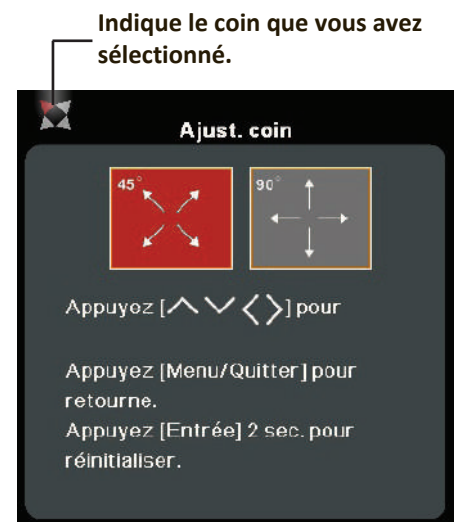 Indique le coin que vous avez
sélectionné.
Ajust. coin
45°
90°
Appuyez [∧∨<>] pour
Appuyez [Menu/Quitter] pour
retourne.
Appuyez [Entrée] 2 sec. pour
réinitialiser.